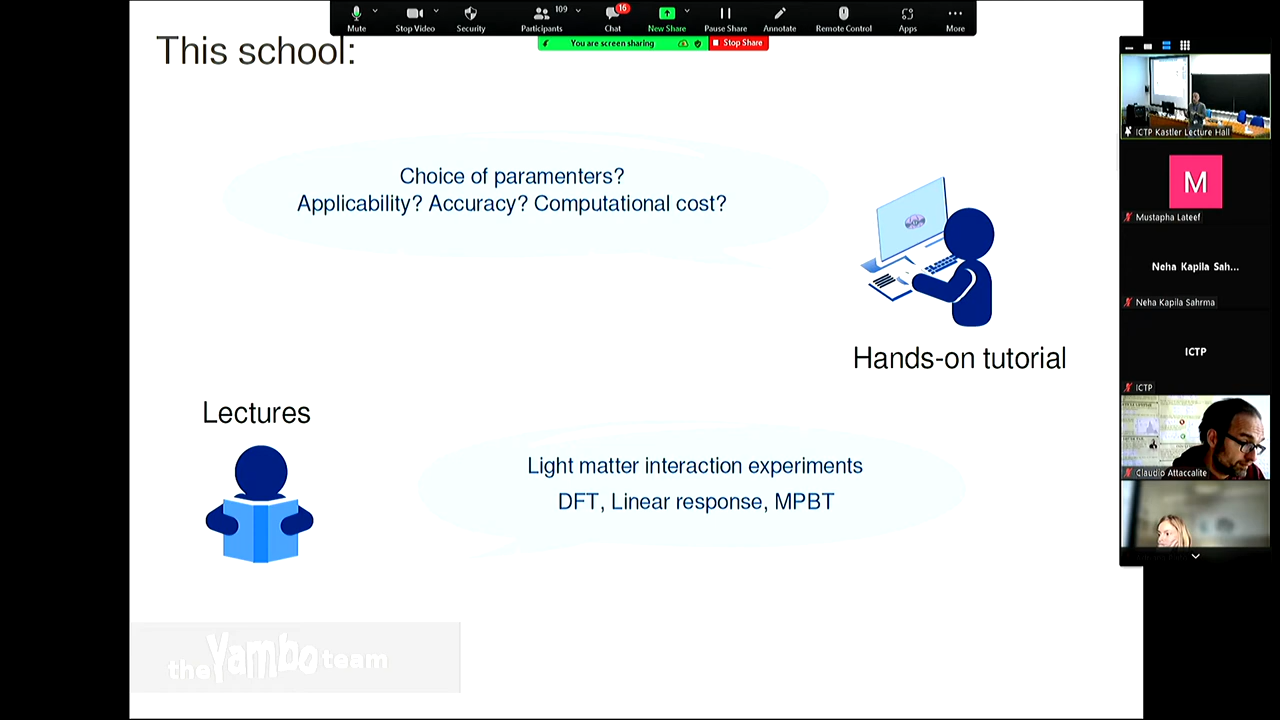 Mute
Stop Video
Security
Participants
109
Chat
16
New Share
Pause Share
Annotate
Remote Control
Apps
More
You are screen sharing
Stop Share
This school:
Choice of paramenters?
Applicability? Accuracy? Computational cost?
Hands-on tutorial
Lectures
Light matter interaction experiments
DFT, Linear response, MPBT
the Yambo team
ICTP Kastler Lecture Hall
M
Mustapha Lateef
Neha Kapila Sah...
Neha Kapila Sahrma
ICTP
ICTP
Claudio Attaccalite